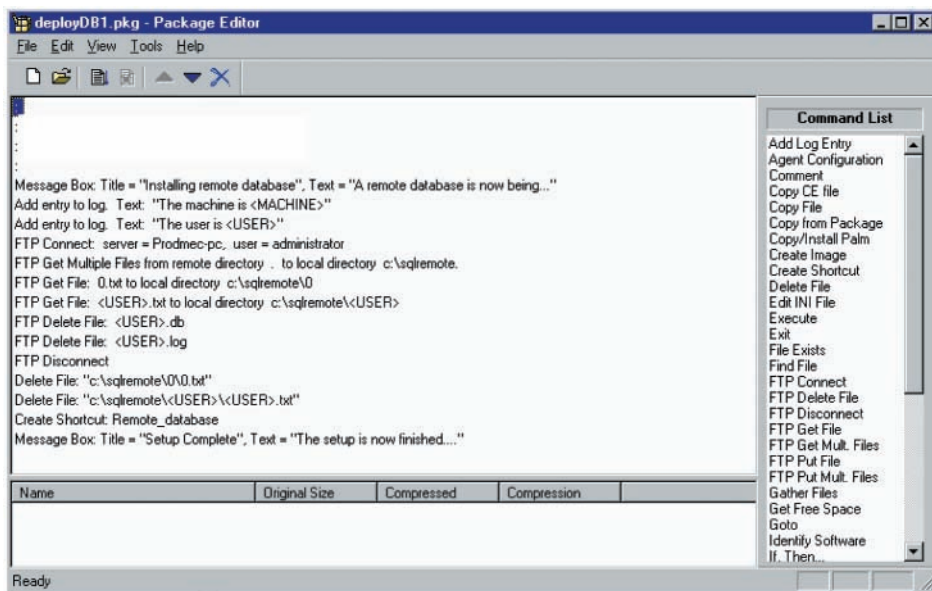 deployDB1.pkg - Package Editor
File Edit View Tools Help
:
:
:
:
Message Box: Title = "Installing remote database", Text = "A remote database is now being..."
Add entry to log. Text: "The machine is <MACHINE>"
Add entry to log. Text: "The user is <USER>"
FTP Connect: server = Prodmec-pc, user = administrator
FTP Get Multiple Files from remote directory . to local directory c:\sqlremote.
FTP Get File: 0.txt to local directory c:\sqlremote\0
FTP Get File: <USER>.txt to local directory c:\sqlremote\<USER>
FTP Delete File: <USER>.db
FTP Delete File: <USER>.log
FTP Disconnect
Delete File: "c:\sqlremote\0\0.txt"
Delete File: "c:\sqlremote\<USER>\<USER>.txt"
Create Shortcut: Remote_database
Message Box: Title = "Setup Complete", Text = "The setup is now finished...."
Command List
Add Log Entry
Agent Configuration
Comment
Copy CE file
Copy File
Copy from Package
Copy/Install Palm
Create Image
Create Shortcut
Delete File
Edit INI File
Execute
Exit
File Exists
Find File
FTP Connect
FTP Delete File
FTP Disconnect
FTP Get File
FTP Get Mult. Files
FTP Put File
FTP Put Mult. Files
Gather Files
Get Free Space
Goto
Identify Software
If, Then...
Name Original Size Compressed Compression
Ready